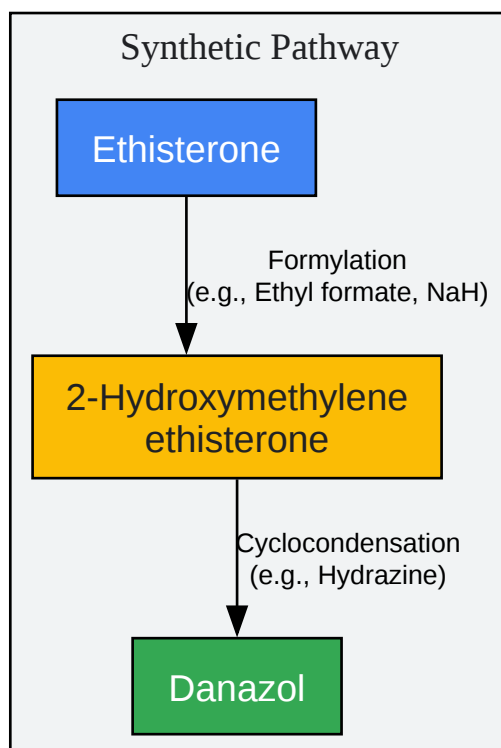 Synthetic Pathway
Ethisterone
Formylation
(e.g., Ethyl formate, NaH)
2-Hydroxymethylene
ethisterone
Cyclocondensation
(e.g., Hydrazine)
Danazol